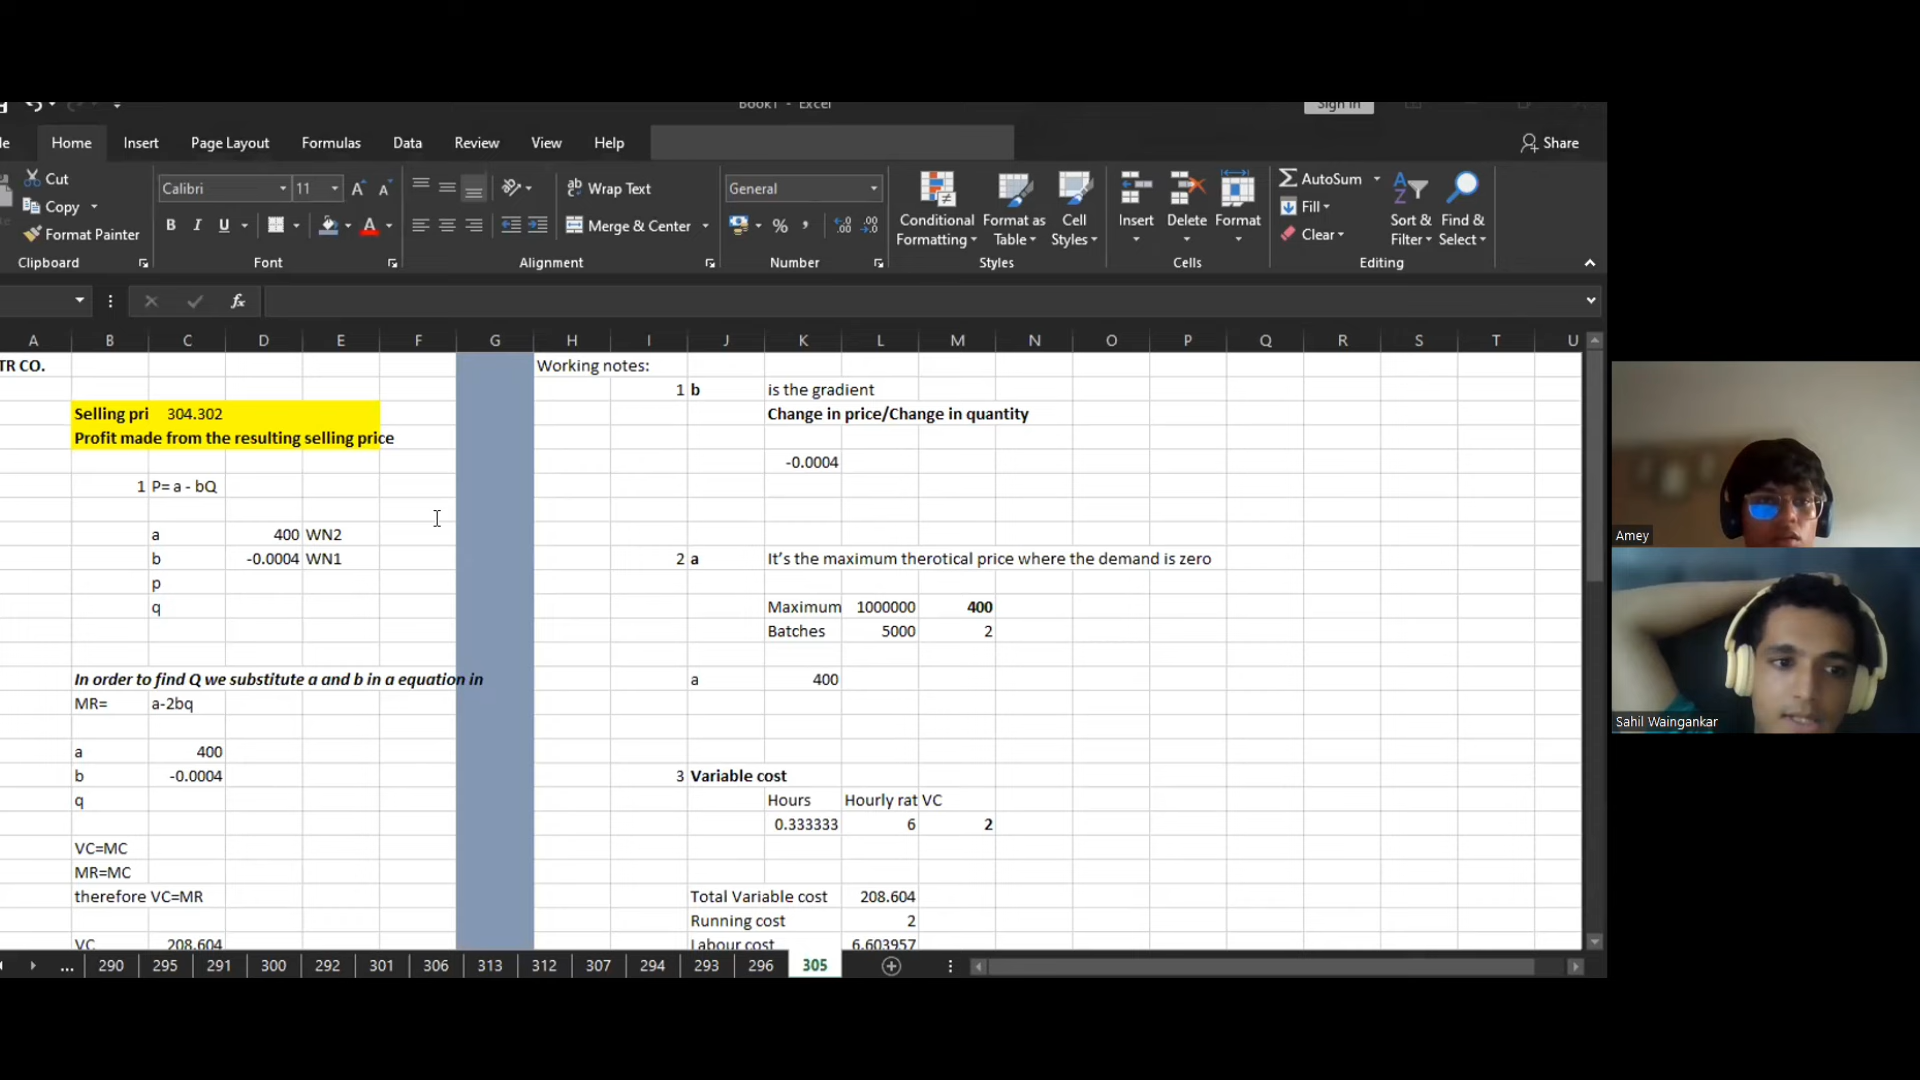 Book1 - Excel
Sign in
Home Insert Page Layout Formulas Data Review View Help
Share
Cut
Copy
Format Painter
Clipboard
Calibri 11
B I U
Font
Wrap Text
Merge & Center
Alignment
General
Number
Conditional Formatting
Format as Table
Cell Styles
Styles
Insert Delete Format
Cells
AutoSum
Fill
Clear
Sort & Filter
Find & Select
Editing
fx
A B C D E F G H I J K L M N O P Q R S T U
TR CO. Working notes:
1 b is the gradient
Selling pri 304.302 Change in price/Change in quantity
Profit made from the resulting selling price
-0.0004
1 P= a - bQ
a 400 WN2
b -0.0004 WN1 2 a It's the maximum therotical price where the demand is zero
p
q Maximum 1000000 400
Batches 5000 2
In order to find Q we substitute a and b in a equation in a 400
MR= a-2bq
a 400
b -0.0004 3 Variable cost
q Hours Hourly rat VC
0.333333 6 2
VC=MC
MR=MC
therefore VC=MR Total Variable cost 208.604
Running cost 2
VC 208.604 Labour cost 6.603957
... 290 295 291 300 292 301 306 313 312 307 294 293 296 305
Amey
Sahil Waingankar